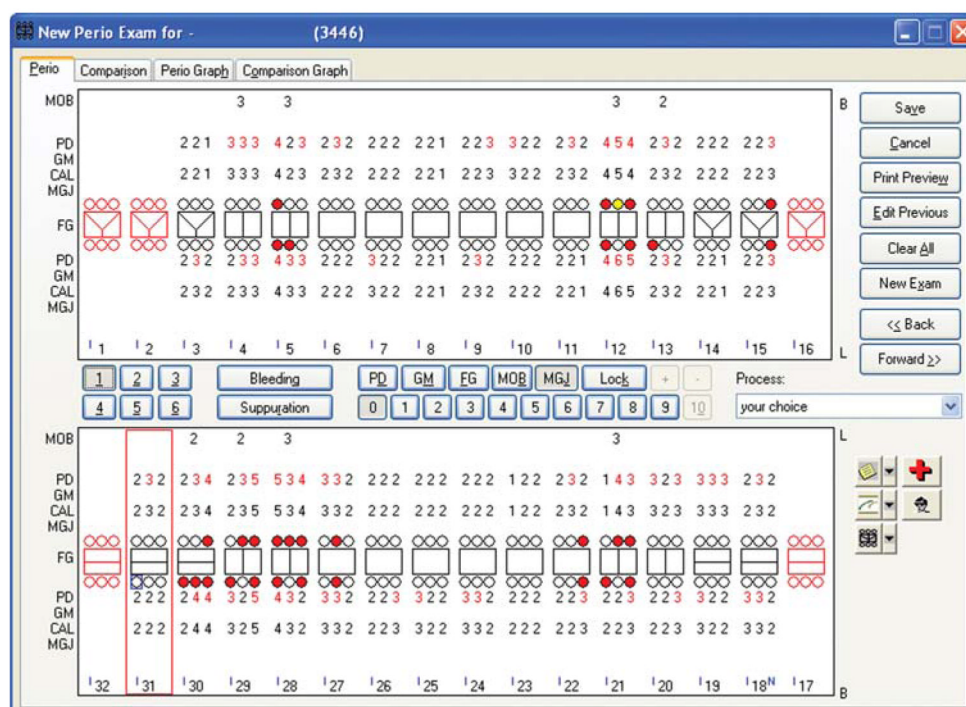 New Perio Exam for - (3446)
Perio Comparison Perio Graph Comparison Graph
MOB 3 3 3 2 B
PD 221 333 423 232 222 221 223 322 232 454 232 222 223
GM
CAL 221 333 423 232 222 221 223 322 232 454 232 222 223
MGJ
FG
PD 232 233 433 222 322 221 232 222 221 465 232 221 223
GM
CAL 232 233 433 222 322 221 232 222 221 465 232 221 223
MGJ
1 2 3 4 5 6 7 8 9 10 11 12 13 14 15 16 L
Save
Cancel
Print Preview
Edit Previous
Clear All
New Exam
<< Back
Forward >>
1 2 3 Bleeding PD GM FG MOB MGJ Lock + - Process:
4 5 6 Suppuration 0 1 2 3 4 5 6 7 8 9 10 your choice
MOB 2 2 3 3 L
PD 232 234 235 534 332 222 222 222 122 232 143 323 333 232
GM
CAL 232 234 235 534 332 222 222 222 122 232 143 323 333 232
MGJ
FG
PD 222 244 325 432 332 223 322 332 222 223 223 223 322 332
GM
CAL 222 244 325 432 332 223 322 332 222 223 223 223 322 332
MGJ
32 31 30 29 28 27 26 25 24 23 22 21 20 19 18N 17 B